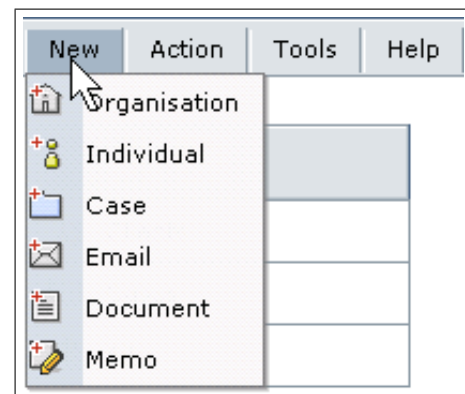 New Action Tools Help
Organisation
Individual
Case
Email
Document
Memo